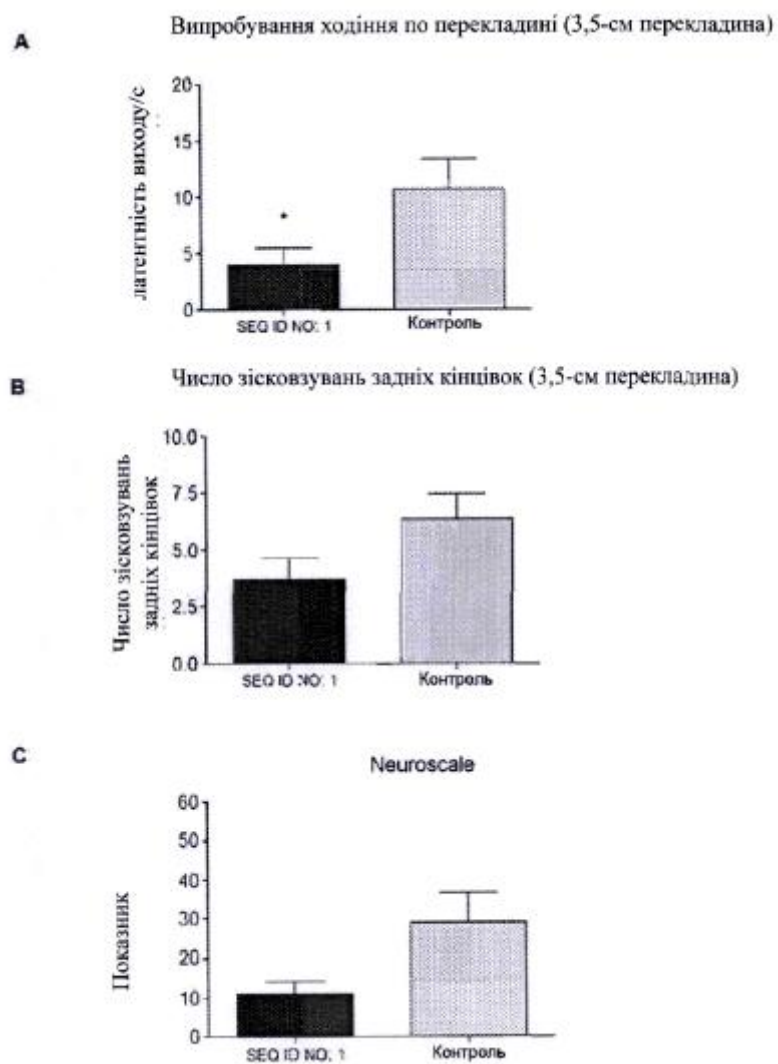 A
Випробування ходіння по перекладині (3,5-см перекладина)
латентність виходу/с
20
15
10
5
0
*
SEQ ID NO: 1
Контроль
B
Число зісковзувань задніх кінцівок (3,5-см перекладина)
Число зісковзувань
задніх кінцівок
10.0
7.5
5.0
2.5
0.0
SEQ ID NO: 1
Контроль
C
Neuroscale
Показник
60
50
40
30
20
10
0
SEQ ID NO: 1
Контроль